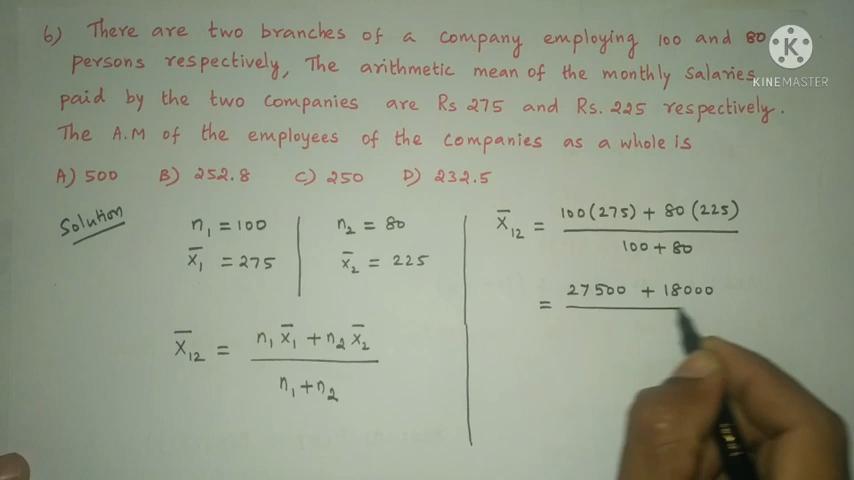 6) There are two branches of a company employing 100 and 80
persons respectively, The arithmetic mean of the monthly salaries
paid by the two companies are Rs 275 and Rs. 225 respectively.
The A.M of the employees of the companies as a whole is
A) 500 B) 252.8 C) 250 D) 232.5
Solution
n₁ = 100
x̄₁ = 275
n₂ = 80
x̄₂ = 225
x̄₁₂ = (n₁ x̄₁ + n₂ x̄₂) / (n₁ + n₂)
x̄₁₂ = (100(275) + 80(225)) / (100 + 80)
= 27500 + 18000
K
KINEMASTER